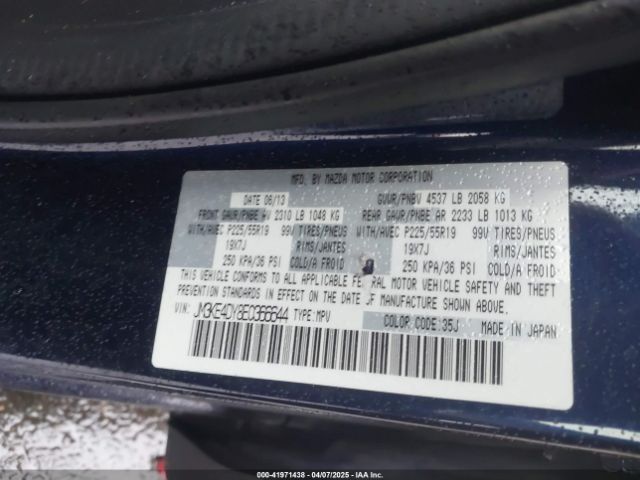 MFD. BY MAZDA MOTOR CORPORATION
DATE 06/13 GVWR/PNBV 4537 LB 2058 KG
FRONT GAWR/PNBE AV 2310 LB 1048 KG REAR GAWR/PNBE AR 2233 LB 1013 KG
WITH/AVEC P225/55R19 99V TIRES/PNEUS WITH/AVEC P225/55R19 99V TIRES/PNEUS
19X7J RIMS/JANTES 19X7J RIMS/JANTES
250 KPA/36 PSI COLD/A FROID 250 KPA/36 PSI COLD/A FROID
THIS VEHICLE CONFORMS TO ALL APPLICABLE FEDERAL MOTOR VEHICLE SAFETY AND THEFT
PREVENTION STANDARDS IN EFFECT ON THE DATE OF MANUFACTURE SHOWN ABOVE.
VIN: JM3KE4DY8E0366644 TYPE: MPV COLOR CODE: 35J MADE IN JAPAN
000-41971438 04/07/2025 IAAI.COM